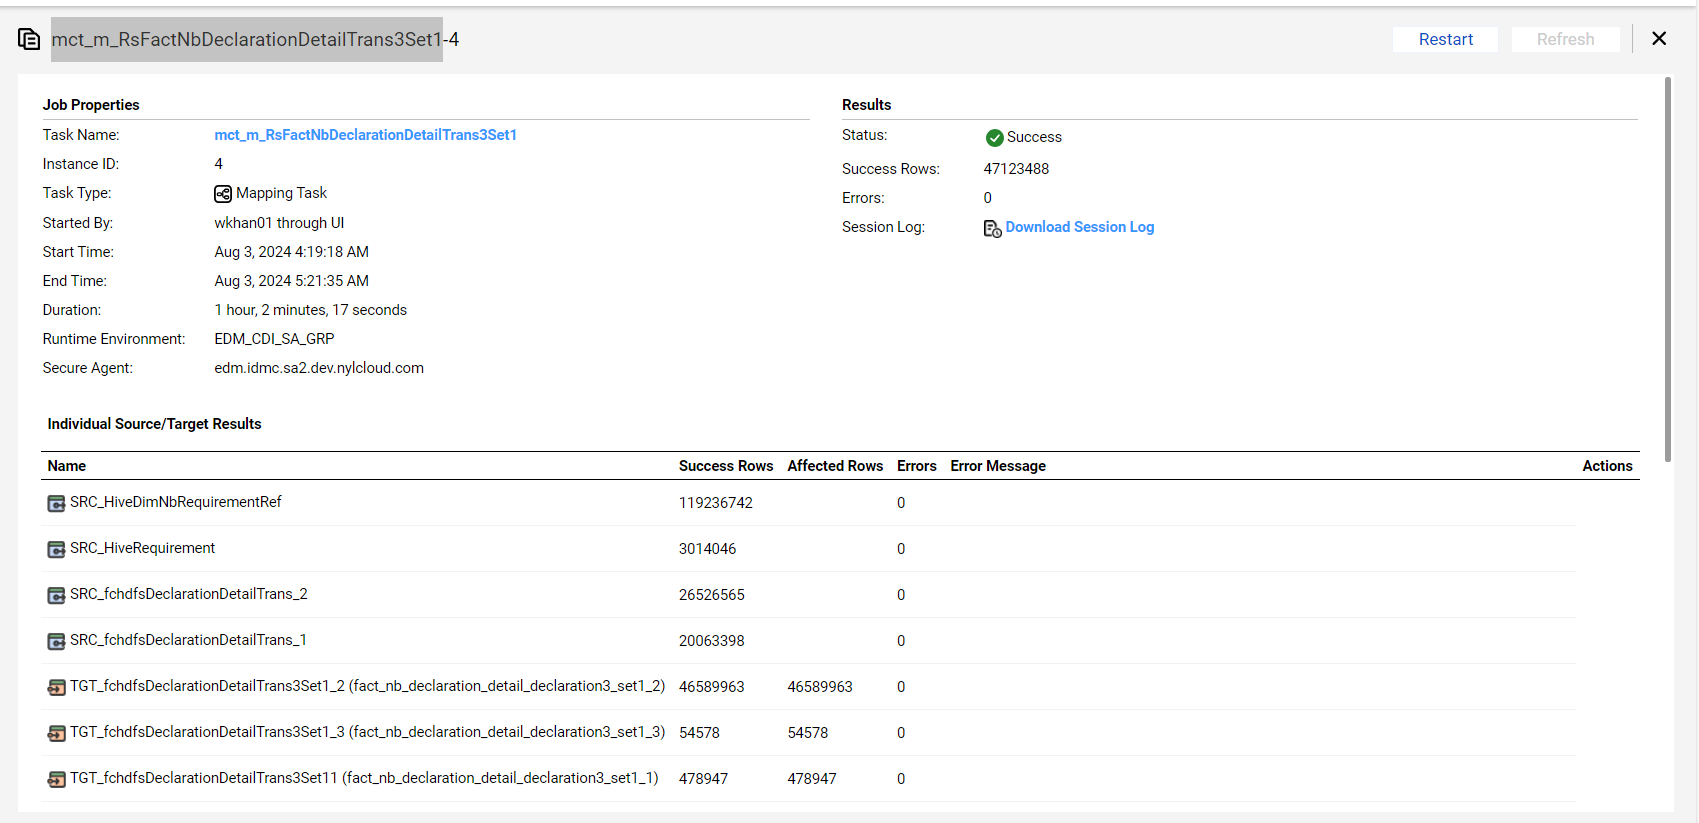 mct_m_RsFactNbDeclarationDetailTrans3Set1-4
Restart
Refresh
Job Properties
Task Name: mct_m_RsFactNbDeclarationDetailTrans3Set1
Instance ID: 4
Task Type: Mapping Task
Started By: wkhan01 through UI
Start Time: Aug 3, 2024 4:19:18 AM
End Time: Aug 3, 2024 5:21:35 AM
Duration: 1 hour, 2 minutes, 17 seconds
Runtime Environment: EDM_CDI_SA_GRP
Secure Agent: edm.idmc.sa2.dev.nylcloud.com
Results
Status: Success
Success Rows: 47123488
Errors: 0
Session Log: Download Session Log
Individual Source/Target Results
Name Success Rows Affected Rows Errors Error Message Actions
SRC_HiveDimNbRequirementRef 119236742 0
SRC_HiveRequirement 3014046 0
SRC_fchdfsDeclarationDetailTrans_2 26526565 0
SRC_fchdfsDeclarationDetailTrans_1 20063398 0
TGT_fchdfsDeclarationDetailTrans3Set1_2 (fact_nb_declaration_detail_declaration3_set1_2) 46589963 46589963 0
TGT_fchdfsDeclarationDetailTrans3Set1_3 (fact_nb_declaration_detail_declaration3_set1_3) 54578 54578 0
TGT_fchdfsDeclarationDetailTrans3Set11 (fact_nb_declaration_detail_declaration3_set1_1) 478947 478947 0